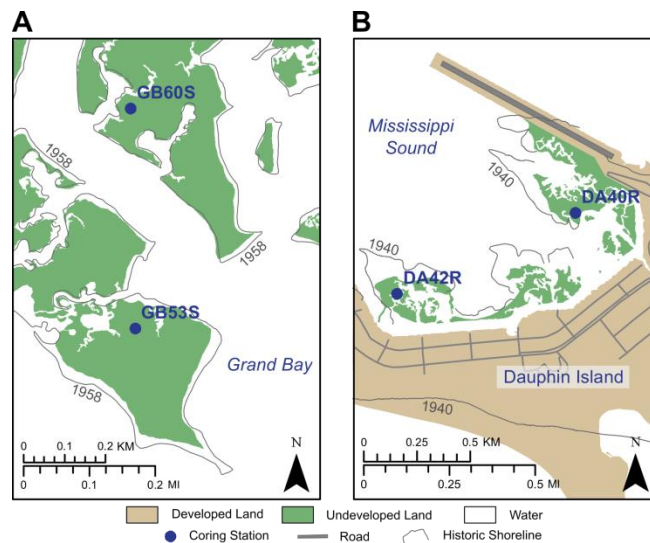 A
GB60S
1958
1958
GB53S
Grand Bay
1958
0 0.1 0.2 KM
0 0.1 0.2 MI
N
B
Mississippi
Sound
1940
DA40R
1940
DA42R
Dauphin Island
1940
0 0.25 0.5 KM
0 0.25 0.5 MI
N
Developed Land Undeveloped Land Water
Coring Station Road Historic Shoreline